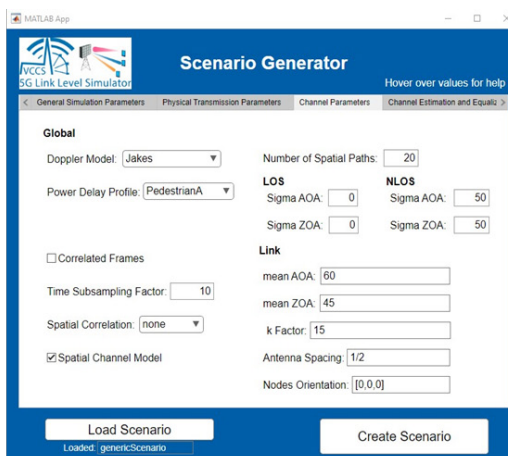 MATLAB App
VCCS
5G Link Level Simulator
Scenario Generator
Hover over values for help
< General Simulation Parameters Physical Transmission Parameters Channel Parameters Channel Estimation and Equaliz >
Global
Doppler Model: Jakes
Number of Spatial Paths: 20
Power Delay Profile: PedestrianA
LOS NLOS
Sigma AOA: 0 Sigma AOA: 50
Sigma ZOA: 0 Sigma ZOA: 50
Link
Correlated Frames
mean AOA: 60
Time Subsampling Factor: 10
mean ZOA: 45
Spatial Correlation: none
k Factor: 15
Spatial Channel Model
Antenna Spacing: 1/2
Nodes Orientation: [0,0,0]
Load Scenario
Loaded: genericScenario
Create Scenario